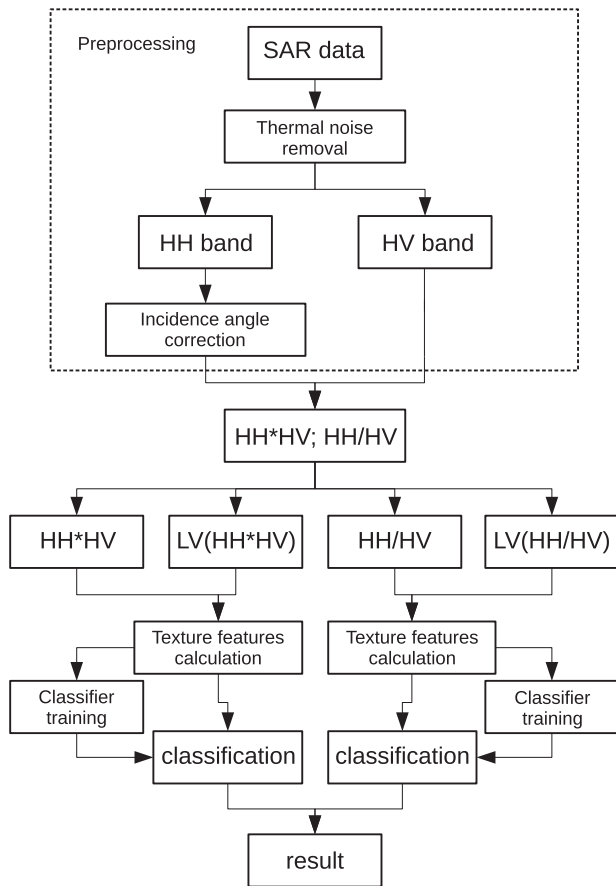 Preprocessing
SAR data
Thermal noise
removal
HH band
HV band
Incidence angle
correction
HH*HV; HH/HV
HH*HV
LV(HH*HV)
HH/HV
LV(HH/HV)
Texture features
calculation
Texture features
calculation
Classifier
training
Classifier
training
classification
classification
result